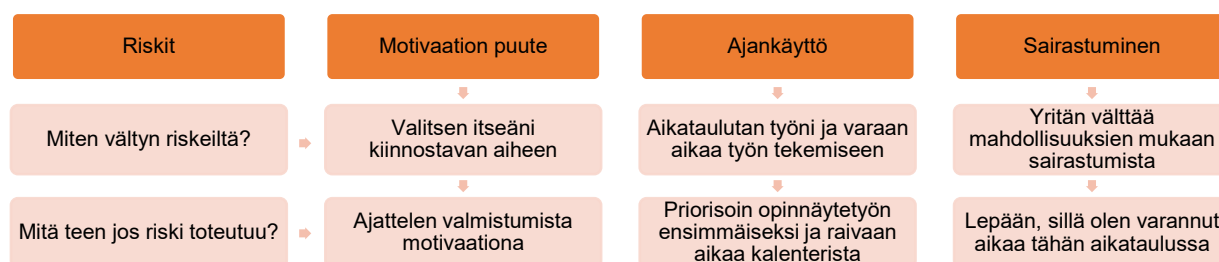 Riskit
Motivaation puute
Ajankäyttö
Sairastuminen
Miten vältyn riskeiltä?
Valitsen itseäni
kiinnostavan aiheen
Aikataulutan työni ja varaan
aikaa työn tekemiseen
Yritän välttää
mahdollisuuksien mukaan
sairastumista
Mitä teen jos riski toteutuu?
Ajattelen valmistumista
motivaationa
Priorisoin opinnäytetyön
ensimmäiseksi ja raivaan
aikaa kalenterista
Lepään, sillä olen varannut
aikaa tähän aikataulussa